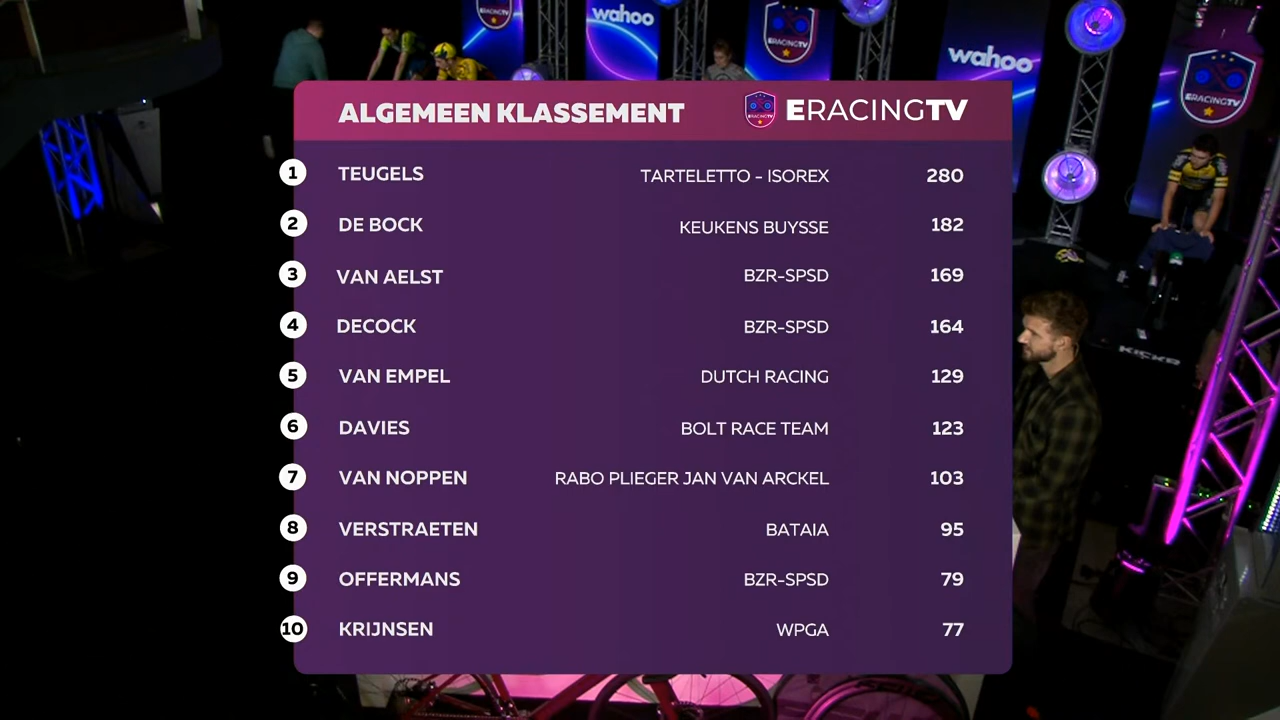 wahoo
ERACINGTV
wahoo
ERACINGTV
ALGEMEEN KLASSEMENT ERACINGTV
1 TEUGELS TARTELETTO - ISOREX 280
2 DE BOCK KEUKENS BUYSSE 182
3 VAN AELST BZR-SPSD 169
4 DECOCK BZR-SPSD 164
5 VAN EMPEL DUTCH RACING 129
6 DAVIES BOLT RACE TEAM 123
7 VAN NOPPEN RABO PLIEGER JAN VAN ARCKEL 103
8 VERSTRAETEN BATAIA 95
9 OFFERMANS BZR-SPSD 79
10 KRIJNSEN WPGA 77
KICKR